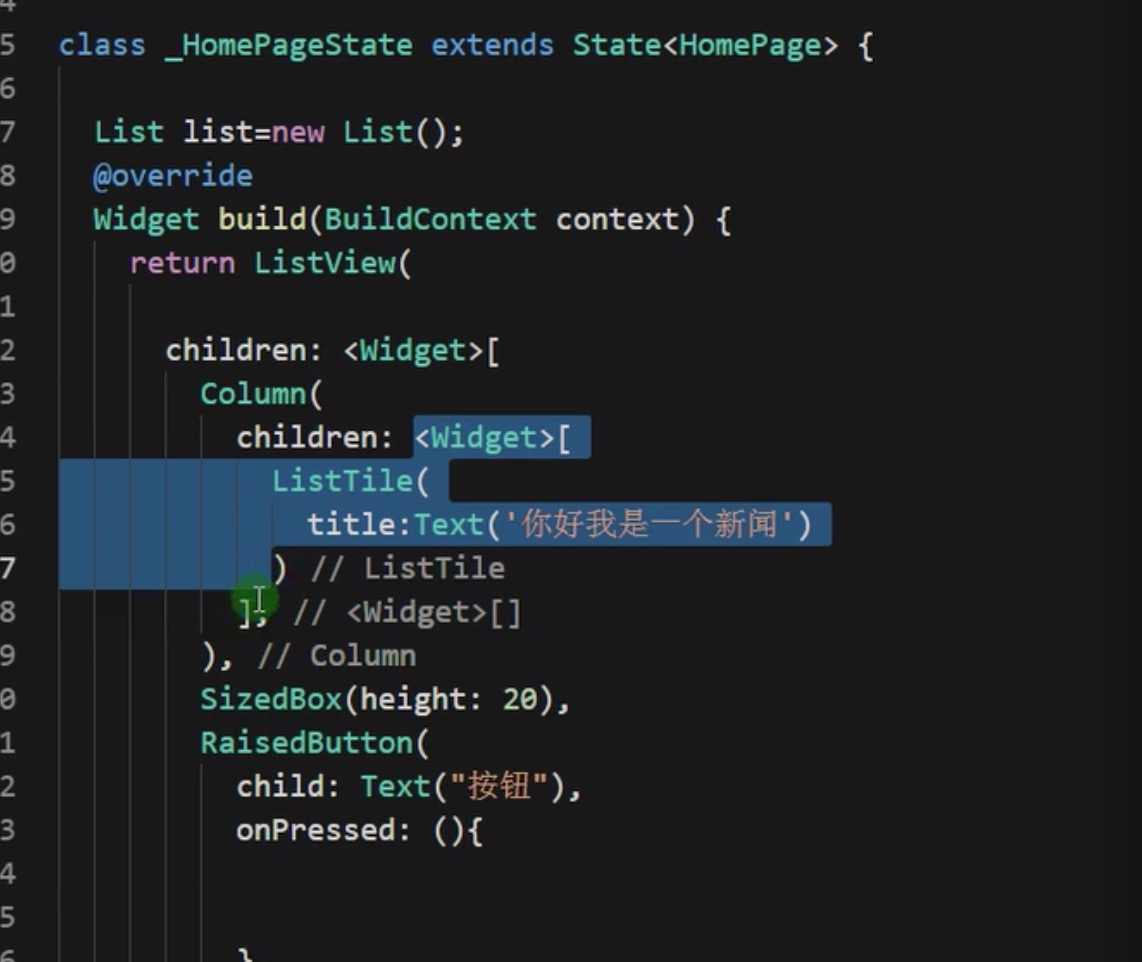 4
5 class _HomePageState extends State<HomePage> {
6
7 List list=new List();
8 @override
9 Widget build(BuildContext context) {
0 return ListView(
1
2 children: <Widget>[
3 Column(
4 children: <Widget>[
5 ListTile(
6 title:Text('你好我是一个新闻')
7 ) // ListTile
8 ], // <Widget>[]
9 ), // Column
0 SizedBox(height: 20),
1 RaisedButton(
2 child: Text("按钮"),
3 onPressed: (){
4
5
6 }